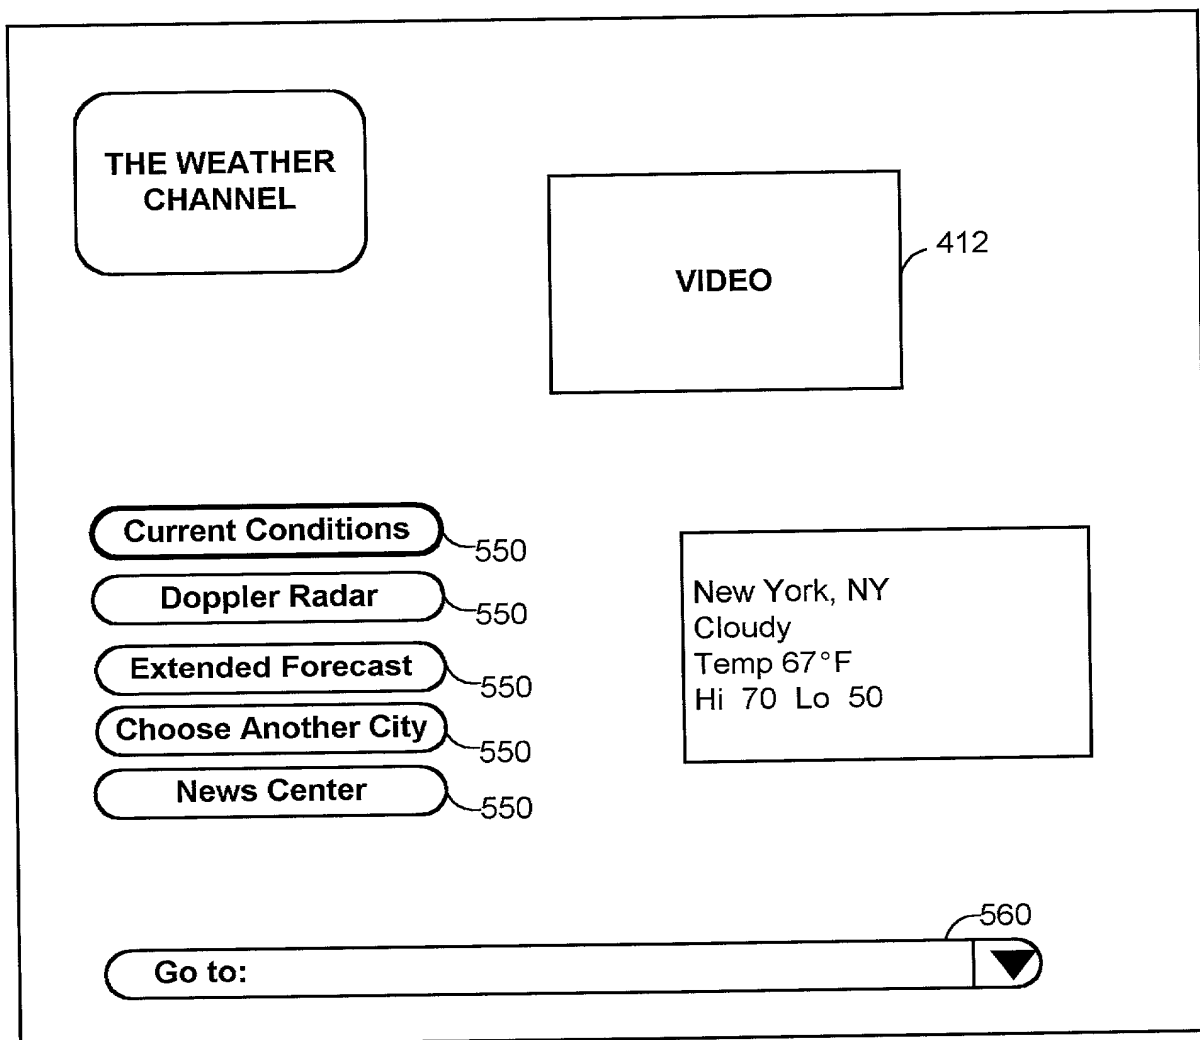 THE WEATHER
CHANNEL
VIDEO
412
Current Conditions
550
Doppler Radar
550
Extended Forecast
550
Choose Another City
550
News Center
550
New York, NY
Cloudy
Temp 67°F
Hi 70 Lo 50
560
Go to: